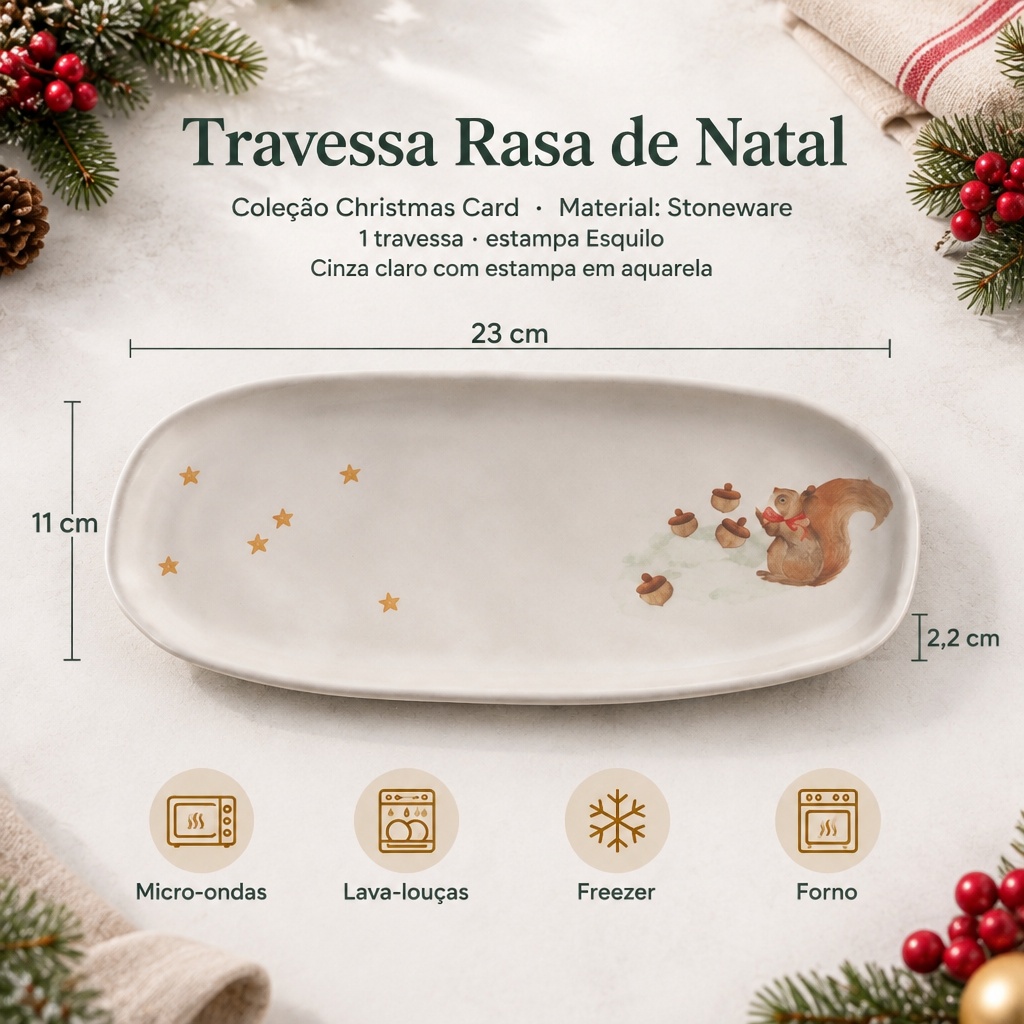 Travessa Rasa de Natal
Coleção Christmas Card · Material: Stoneware
1 travessa · estampa Esquilo
Cinza claro com estampa em aquarela
23 cm
11 cm
2,2 cm
Micro-ondas
Lava-louças
Freezer
Forno